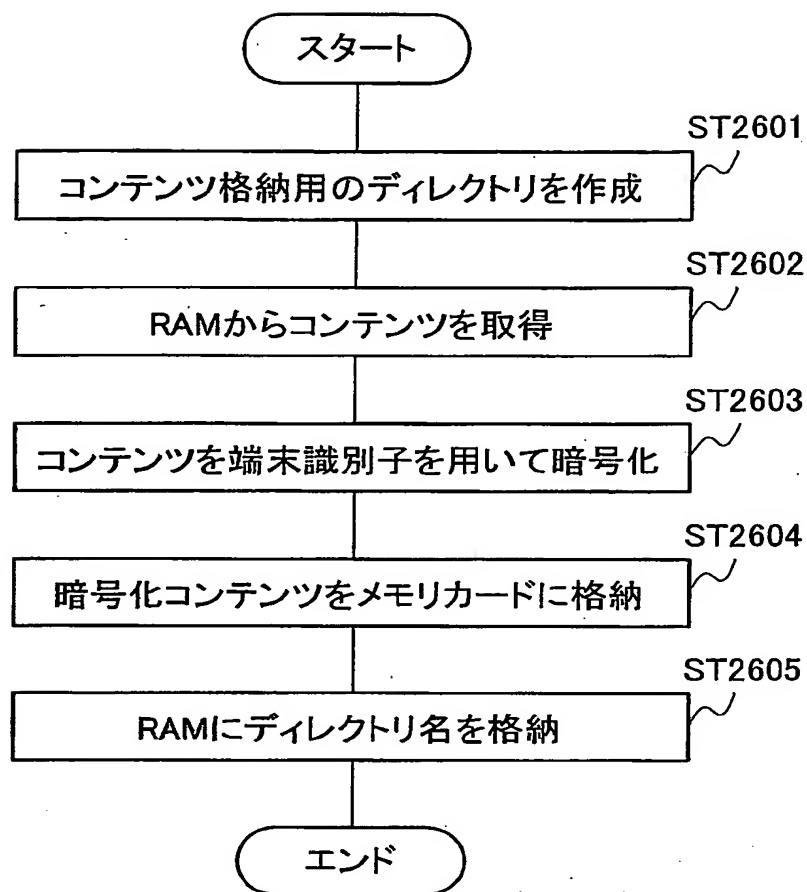 スタート
ST2601
コンテンツ格納用のディレクトリを作成
ST2602
RAMからコンテンツを取得
ST2603
コンテンツを端末識別子を用いて暗号化
ST2604
暗号化コンテンツをメモリカードに格納
ST2605
RAMにディレクトリ名を格納
エンド